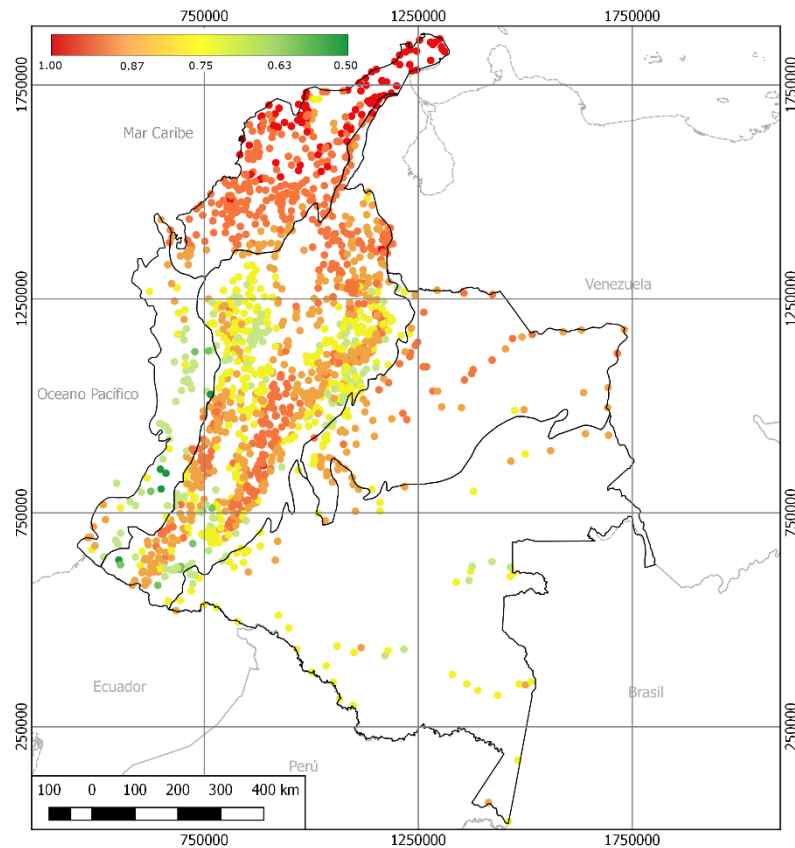 750000 1250000 1750000
1.00 0.87 0.75 0.63 0.50
1750000 1750000
Mar Caribe
Venezuela
1250000 1250000
Oceano Pacífico
750000 750000
Ecuador
Brasil
250000 250000
Perú
100 0 100 200 300 400 km
750000 1250000 1750000